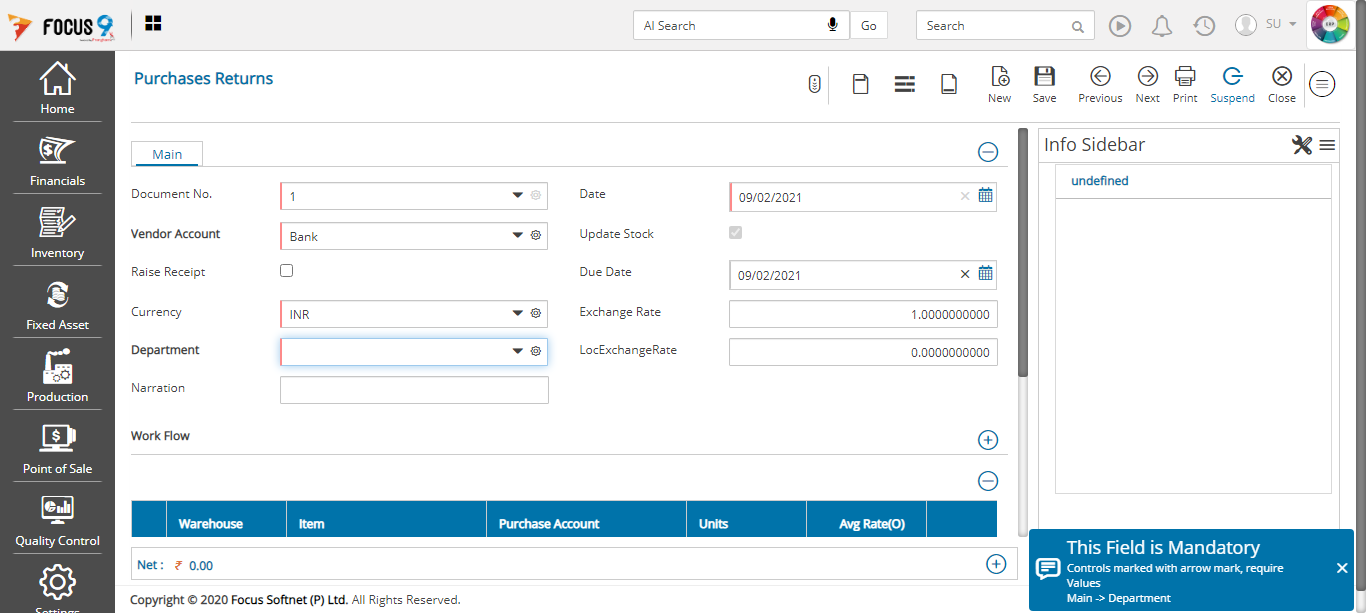 FOCUS 9
AI Search
Go
Search
SU
Home
Financials
Inventory
Fixed Asset
Production
Point of Sale
Quality Control
Settings
Purchases Returns
New
Save
Previous
Next
Print
Suspend
Close
Main
Document No.
1
Date
09/02/2021
Vendor Account
Bank
Update Stock
Raise Receipt
Due Date
09/02/2021
Currency
INR
Exchange Rate
1.0000000000
Department
LocExchangeRate
0.0000000000
Narration
Work Flow
Warehouse
Item
Purchase Account
Units
Avg Rate(O)
Net : ₹ 0.00
Copyright © 2020 Focus Softnet (P) Ltd. All Rights Reserved.
Info Sidebar
undefined
This Field is Mandatory
Controls marked with arrow mark, require
Values
Main -> Department